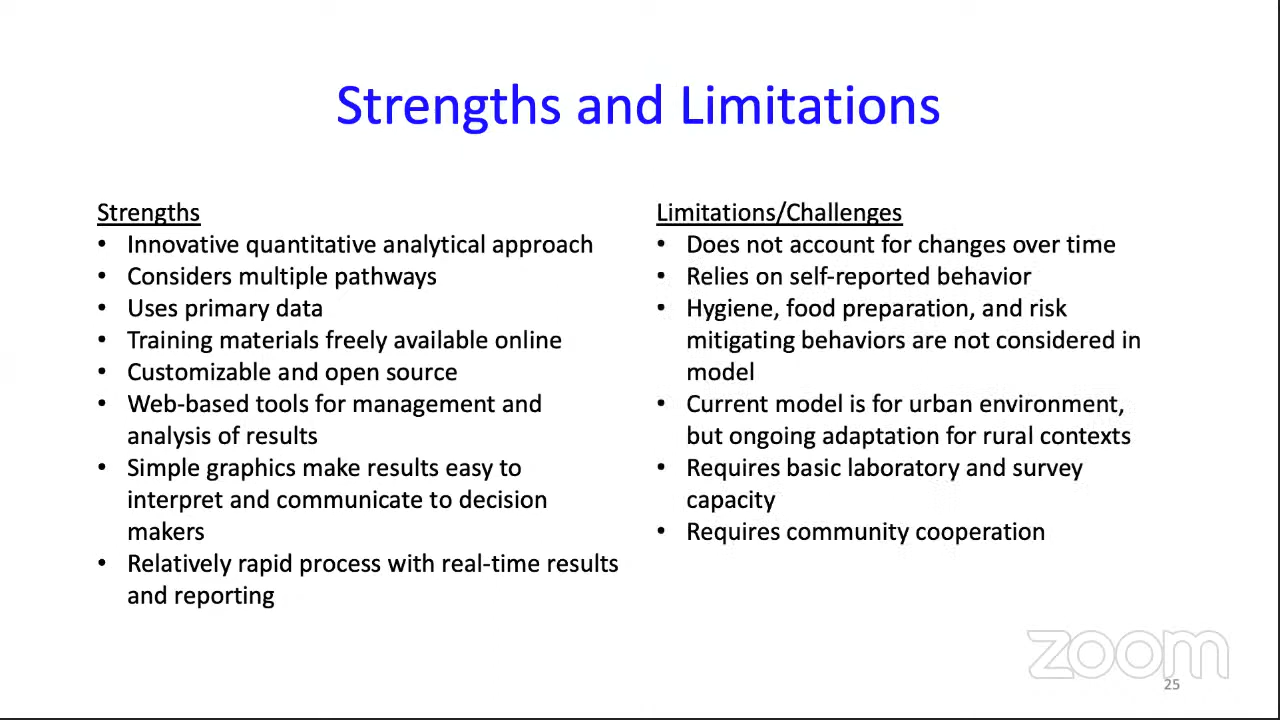 Strengths and Limitations
Strengths
• Innovative quantitative analytical approach
• Considers multiple pathways
• Uses primary data
• Training materials freely available online
• Customizable and open source
• Web-based tools for management and
analysis of results
• Simple graphics make results easy to
interpret and communicate to decision
makers
• Relatively rapid process with real-time results
and reporting
Limitations/Challenges
• Does not account for changes over time
• Relies on self-reported behavior
• Hygiene, food preparation, and risk
mitigating behaviors are not considered in
model
• Current model is for urban environment,
but ongoing adaptation for rural contexts
• Requires basic laboratory and survey
capacity
• Requires community cooperation
zoom
25